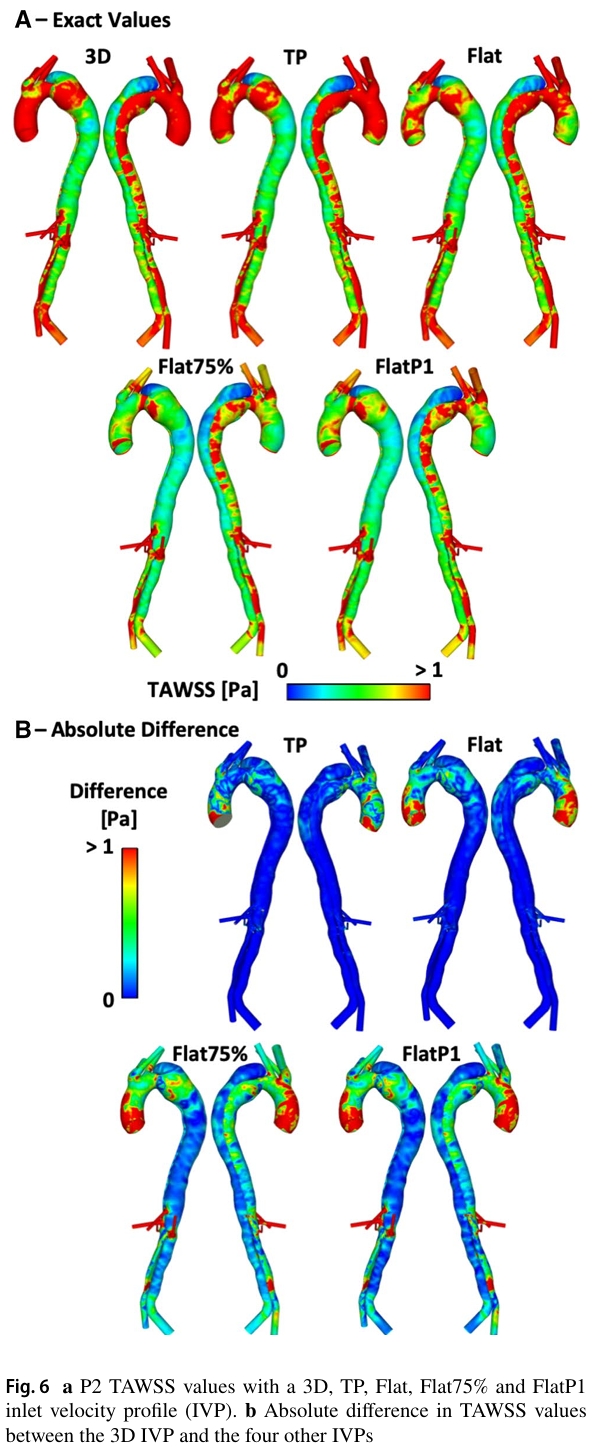 A – Exact Values
3D TP Flat
Flat75% FlatP1
0 > 1
TAWSS [Pa]
B – Absolute Difference
TP Flat
Difference
[Pa]
> 1
0
Flat75% FlatP1
Fig. 6 a P2 TAWSS values with a 3D, TP, Flat, Flat75% and FlatP1
inlet velocity profile (IVP). b Absolute difference in TAWSS values
between the 3D IVP and the four other IVPs